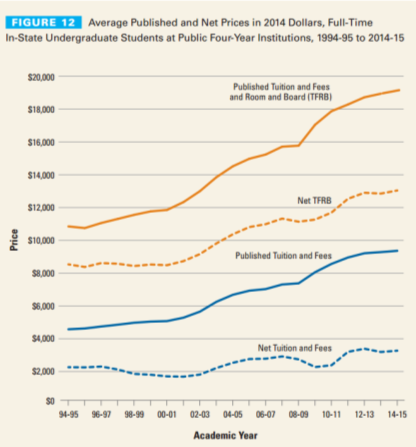 FIGURE 12 Average Published and Net Prices in 2014 Dollars, Full-Time
In-State Undergraduate Students at Public Four-Year Institutions, 1994-95 to 2014-15
$20,000
Published Tuition and Fees
and Room and Board (TFRB)
$18,000
$16,000
$14,000
Net TFRB
$12,000
$10,000
Published Tuition and Fees
$8,000
$6,000
$4,000
Net Tuition and Fees
$2,000
$0
Price
94-95 96-97 98-99 00-01 02-03 04-05 06-07 08-09 10-11 12-13 14-15
Academic Year